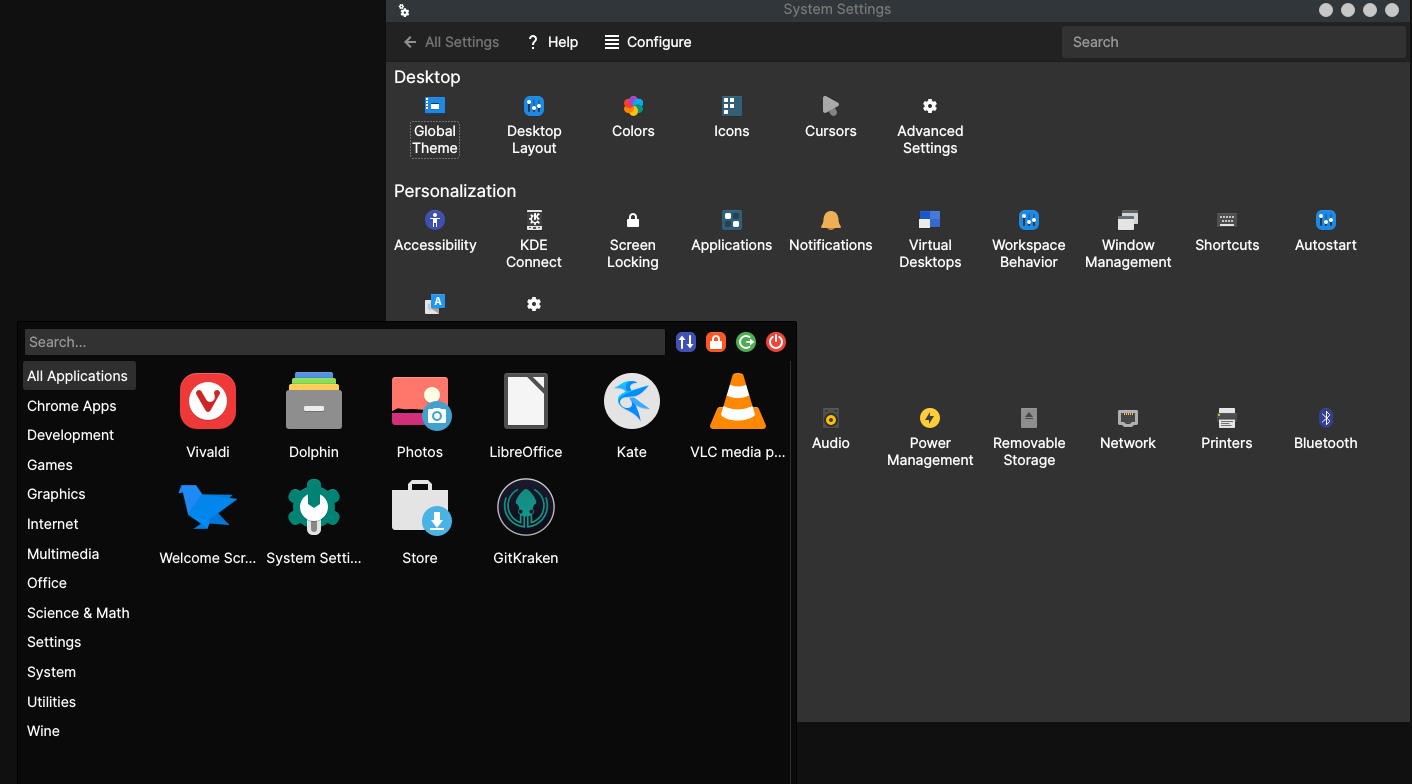 System Settings
All Settings
Help
Configure
Search
Desktop
Global Theme
Desktop Layout
Colors
Icons
Cursors
Advanced Settings
Personalization
Accessibility
KDE Connect
Screen Locking
Applications
Notifications
Virtual Desktops
Workspace Behavior
Window Management
Shortcuts
Autostart
Audio
Power Management
Removable Storage
Network
Printers
Bluetooth
Search...
All Applications
Chrome Apps
Development
Games
Graphics
Internet
Multimedia
Office
Science & Math
Settings
System
Utilities
Wine
Vivaldi
Dolphin
Photos
LibreOffice
Kate
VLC media p...
Welcome Scr...
System Setti...
Store
GitKraken